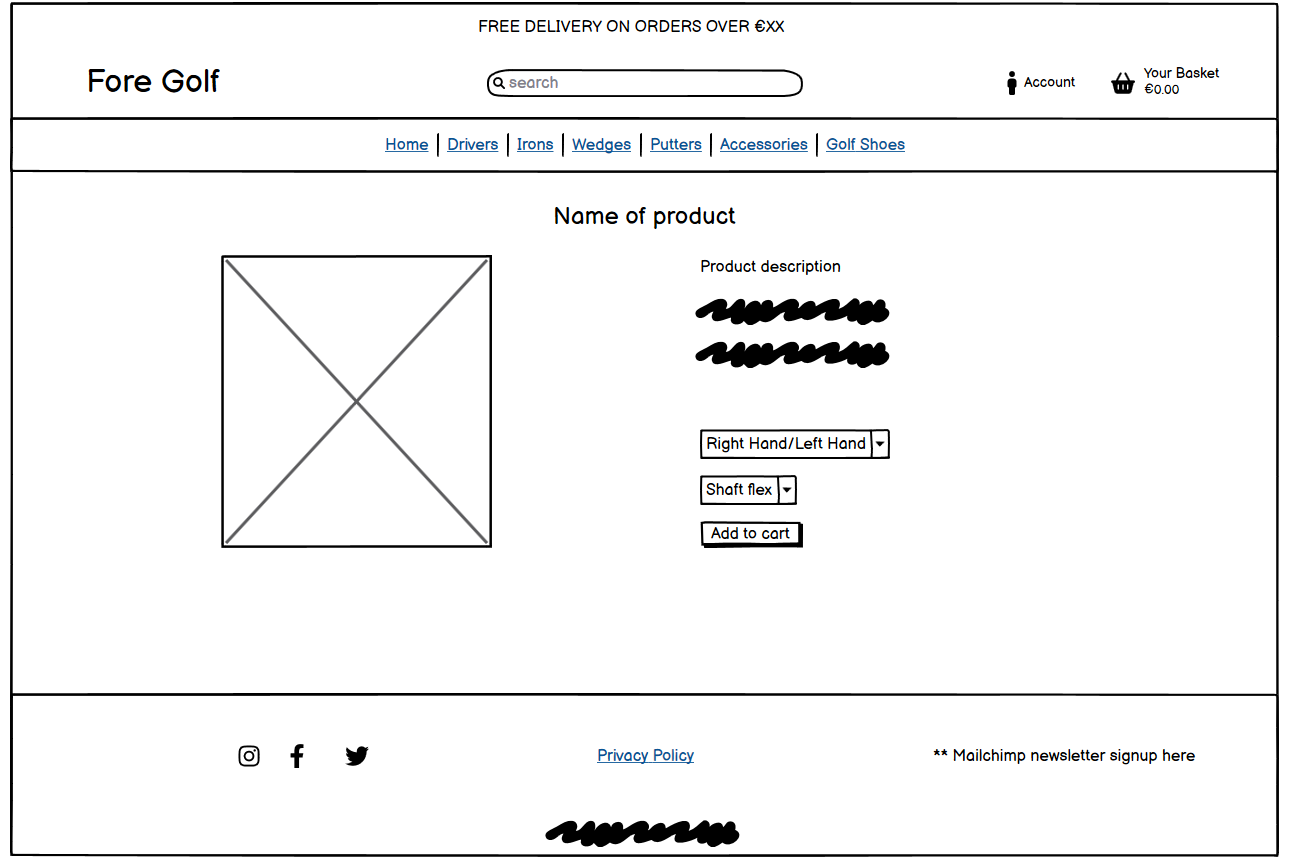 FREE DELIVERY ON ORDERS OVER €XX
Fore Golf
search
Account
Your Basket
€0.00
Home
Drivers
Irons
Wedges
Putters
Accessories
Golf Shoes
Name of product
Product description
Right Hand/Left Hand
Shaft flex
Add to cart
Privacy Policy
** Mailchimp newsletter signup here